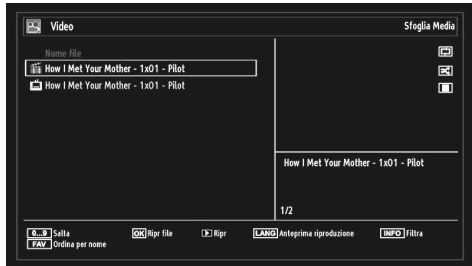 Video
Sfoglia Media
Nome file
How I Met Your Mother - 1x01 - Pilot
How I Met Your Mother - 1x01 - Pilot
How I Met Your Mother - 1x01 - Pilot
1/2
0...9 Salta
OK Ripr file
Ripr
LANG Anteprima riproduzione
INFO Filtra
FAV Ordina per nome